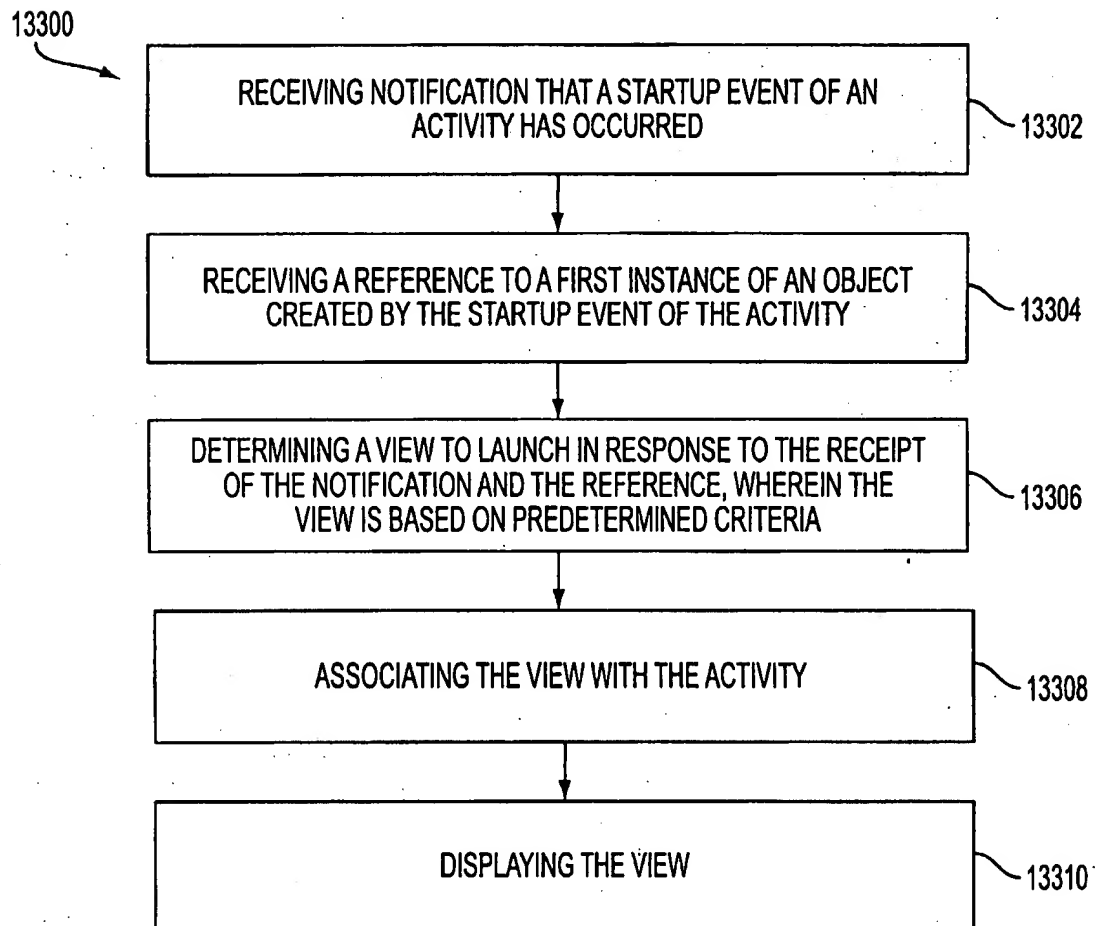 13300
RECEIVING NOTIFICATION THAT A STARTUP EVENT OF AN
ACTIVITY HAS OCCURRED
13302
RECEIVING A REFERENCE TO A FIRST INSTANCE OF AN OBJECT
CREATED BY THE STARTUP EVENT OF THE ACTIVITY
13304
DETERMINING A VIEW TO LAUNCH IN RESPONSE TO THE RECEIPT
OF THE NOTIFICATION AND THE REFERENCE, WHEREIN THE
VIEW IS BASED ON PREDETERMINED CRITERIA
13306
ASSOCIATING THE VIEW WITH THE ACTIVITY
13308
DISPLAYING THE VIEW
13310